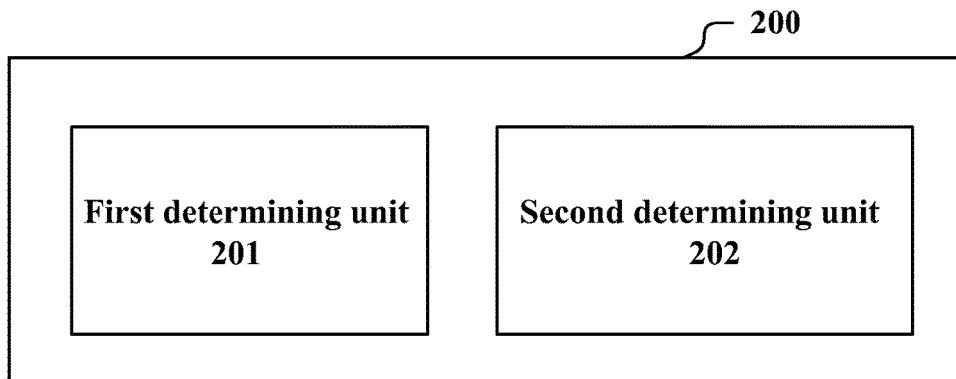 200
First determining unit
201
Second determining unit
202